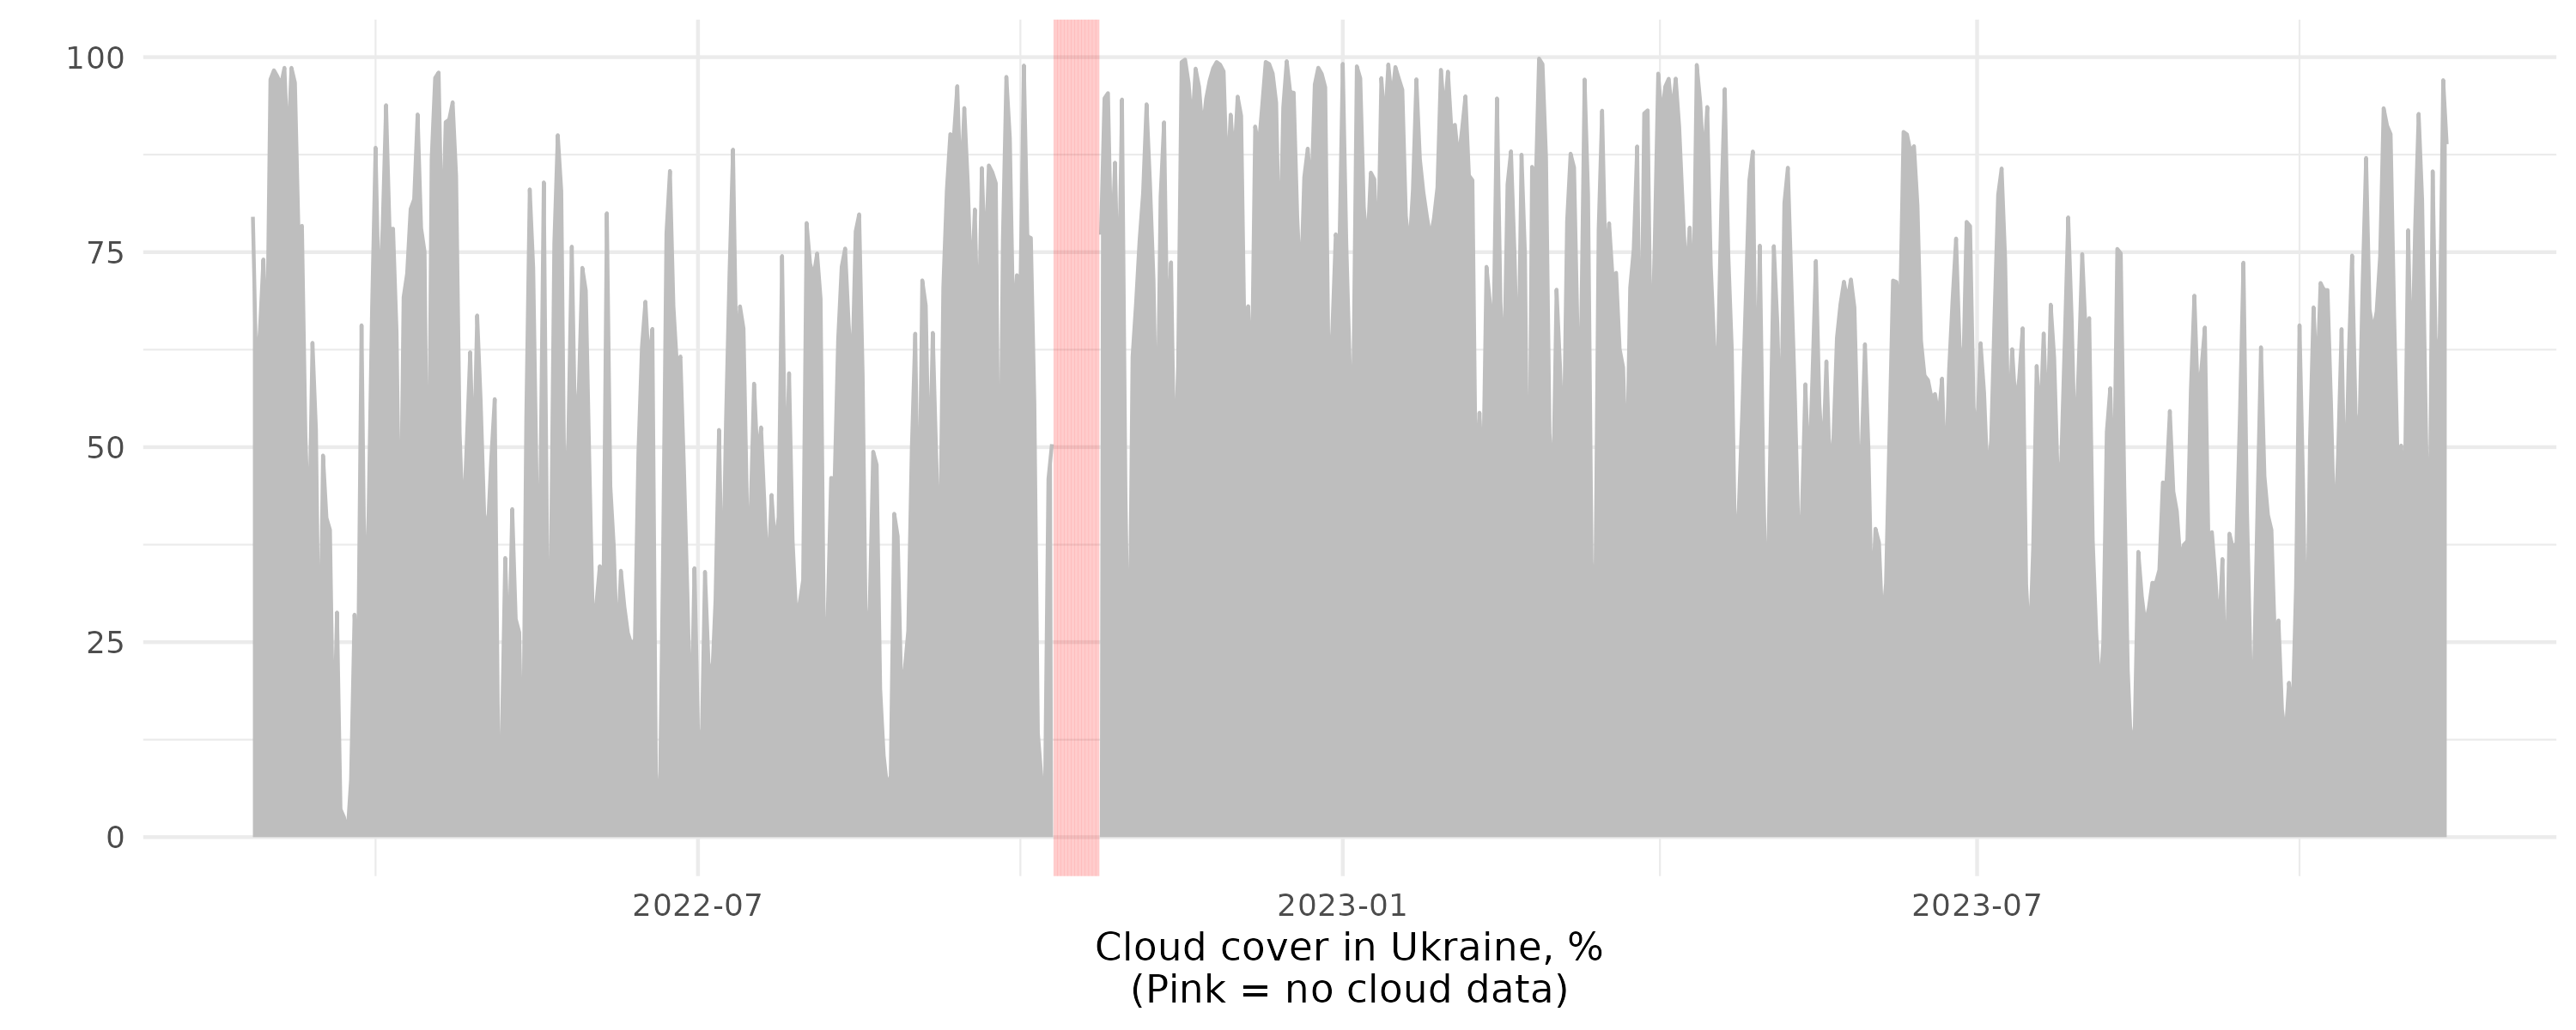 100
75
50
25
0
2022-07 2023-01 2023-07
Cloud cover in Ukraine, %
(Pink = no cloud data)